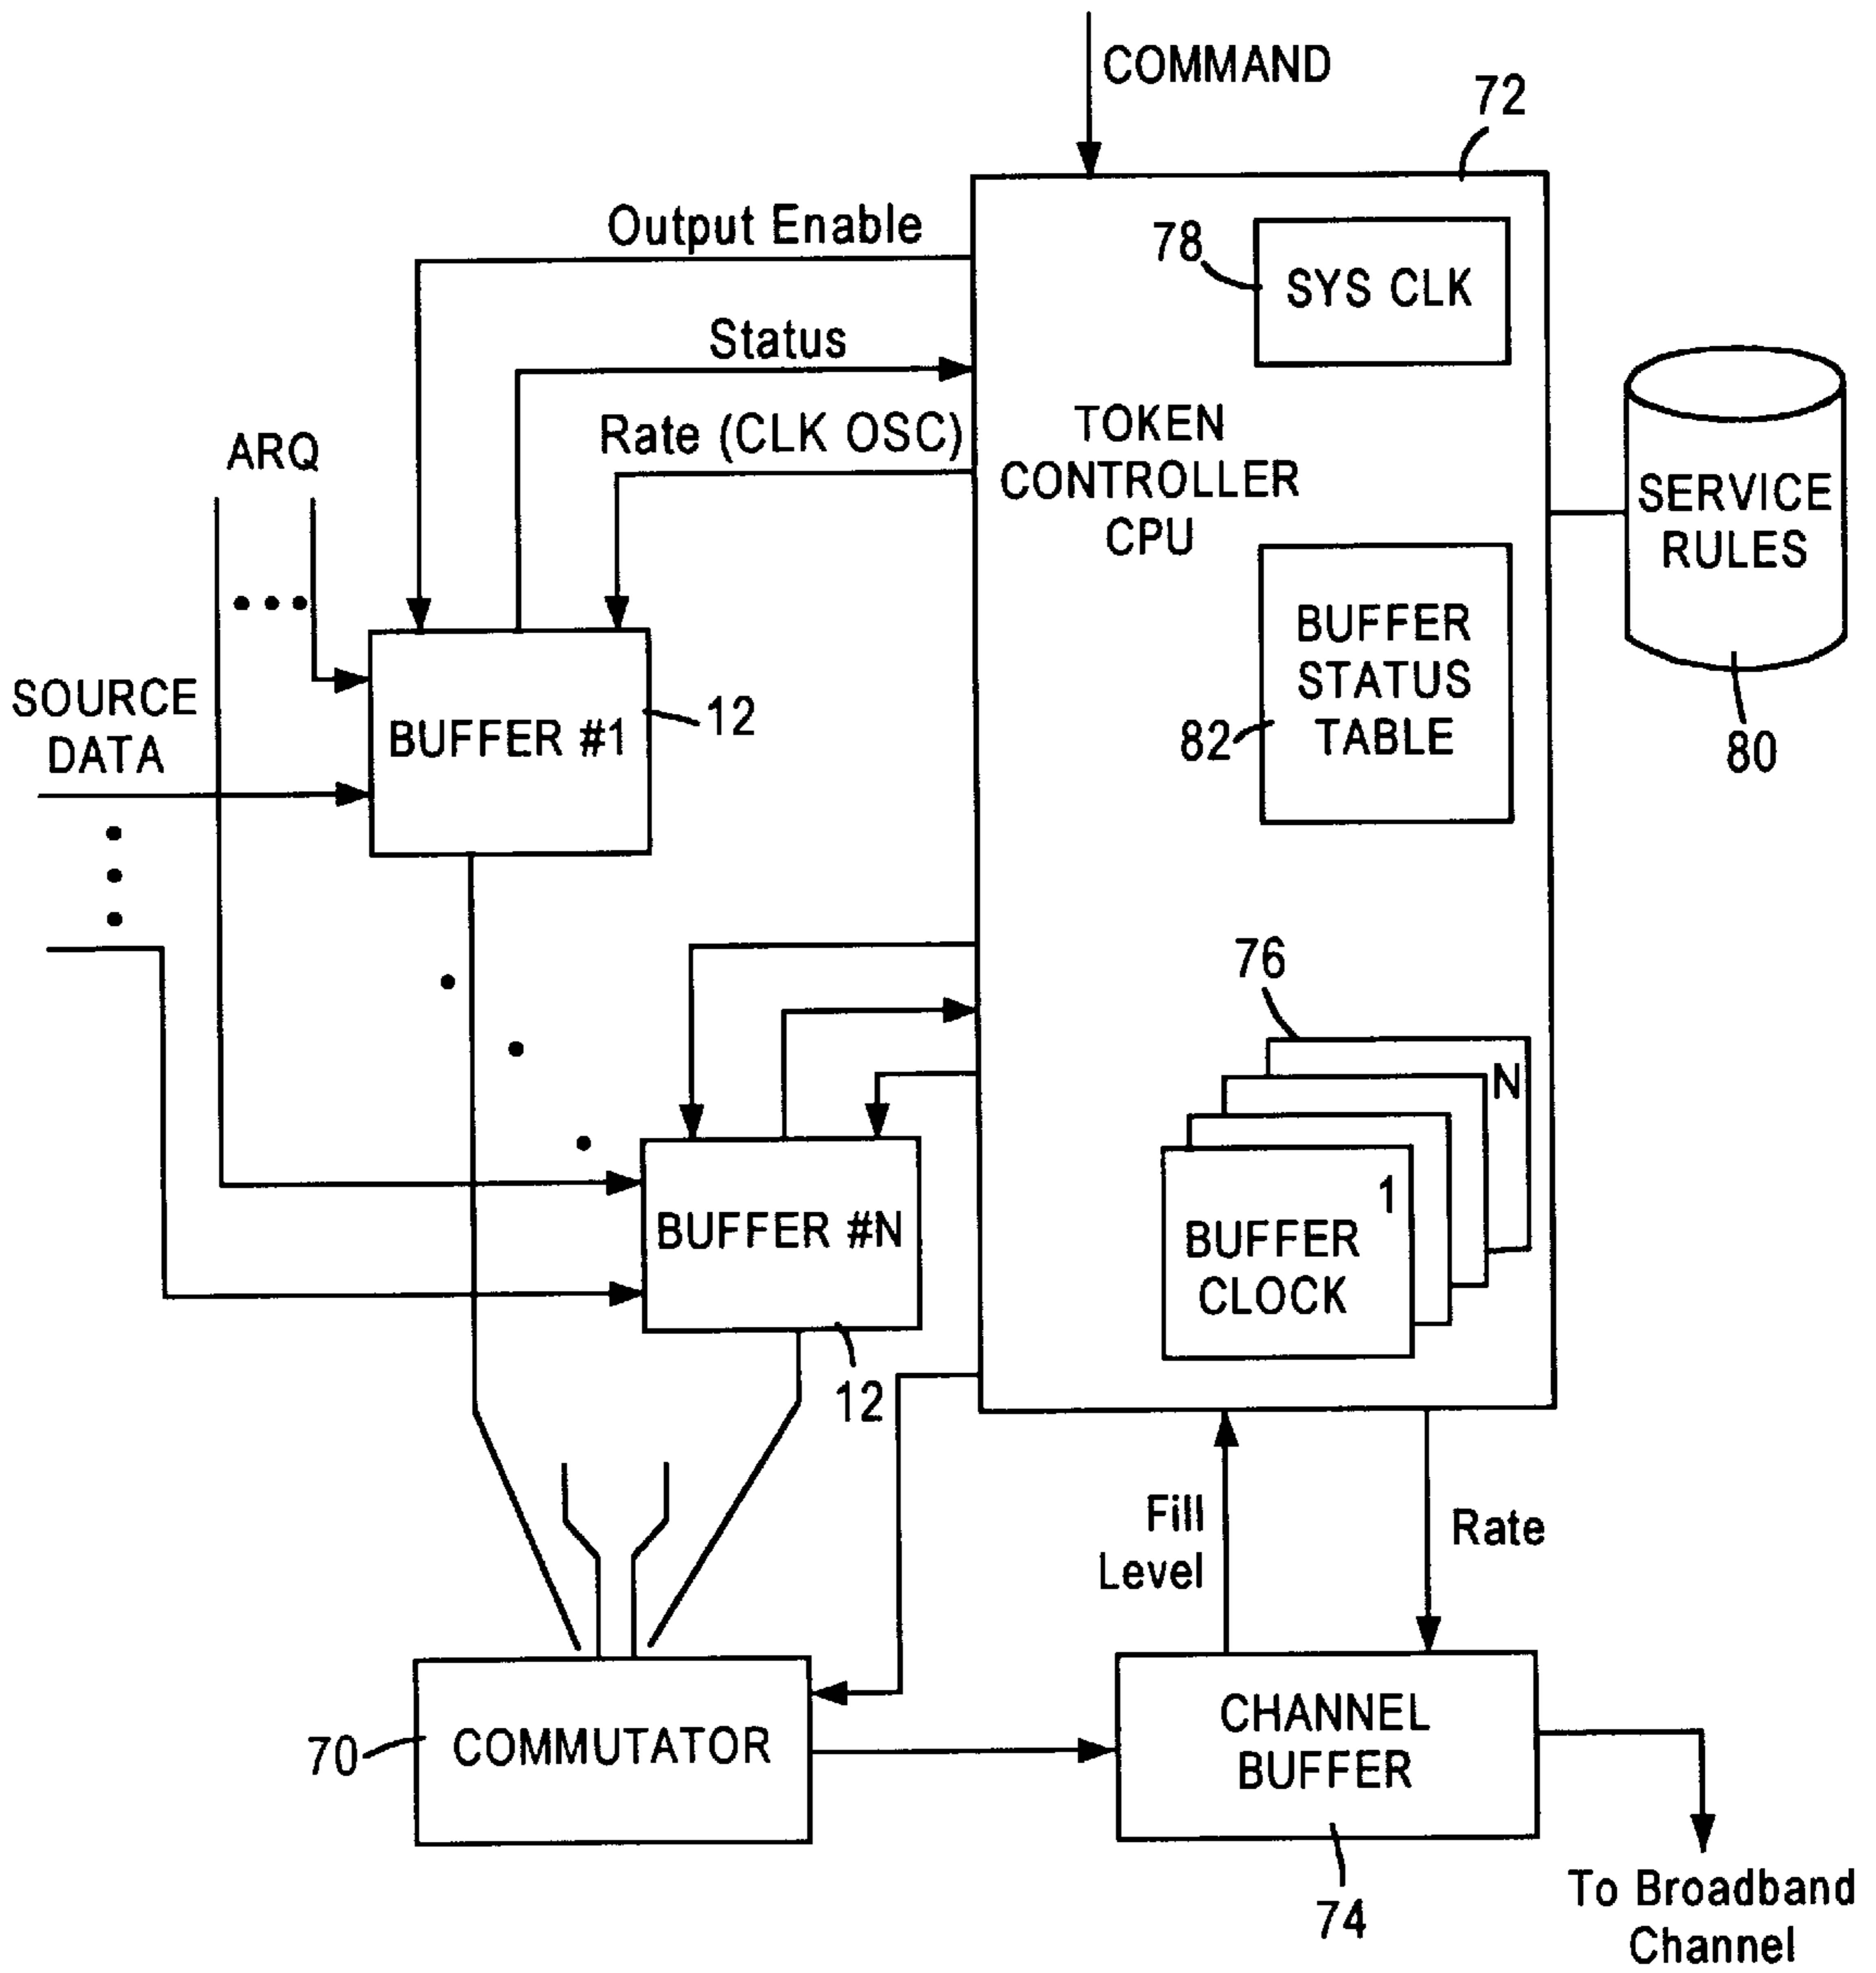 COMMAND
72
Output Enable
78
SYS CLK
Status
Rate (CLK OSC)
TOKEN
CONTROLLER
CPU
ARQ
SERVICE
RULES
BUFFER
STATUS
TABLE
82
80
SOURCE
DATA
BUFFER #1
12
76
N
1
BUFFER
CLOCK
BUFFER #N
12
Fill
Level
Rate
70
COMMUTATOR
CHANNEL
BUFFER
74
To Broadband
Channel